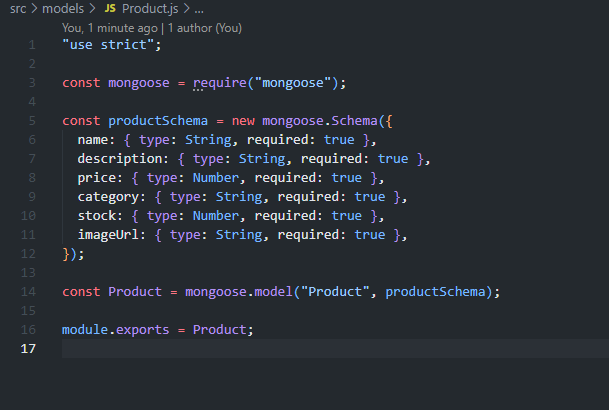 src > models > JS Product.js > ...
You, 1 minute ago | 1 author (You)
1 "use strict";
2
3 const mongoose = require("mongoose");
4
5 const productSchema = new mongoose.Schema({
6   name: { type: String, required: true },
7   description: { type: String, required: true },
8   price: { type: Number, required: true },
9   category: { type: String, required: true },
10   stock: { type: Number, required: true },
11   imageUrl: { type: String, required: true },
12 });
13
14 const Product = mongoose.model("Product", productSchema);
15
16 module.exports = Product;
17